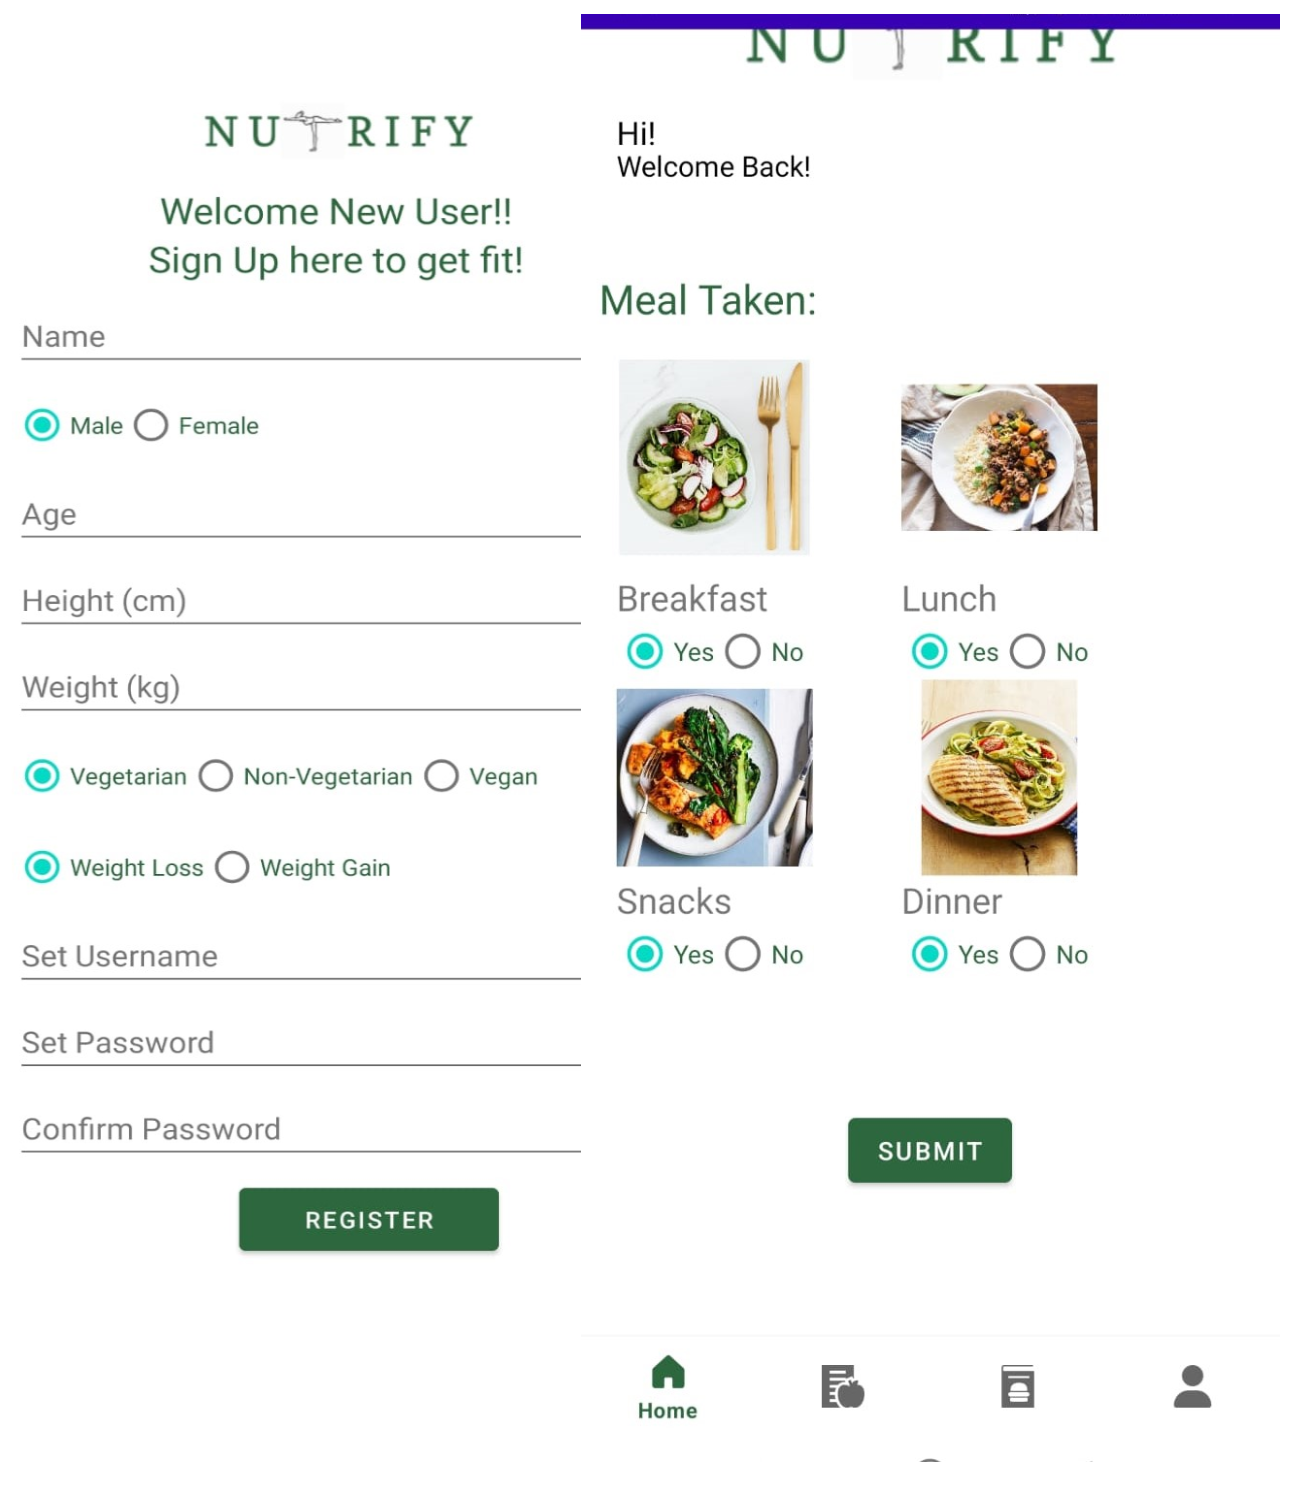 NUTRIFY
Welcome New User!!
Sign Up here to get fit!
Name
Male Female
Age
Height (cm)
Weight (kg)
Vegetarian Non-Vegetarian Vegan
Weight Loss Weight Gain
Set Username
Set Password
Confirm Password
REGISTER
NUTRIFY
Hi!
Welcome Back!
Meal Taken:
Breakfast Lunch
Yes No Yes No
Snacks Dinner
Yes No Yes No
SUBMIT
Home